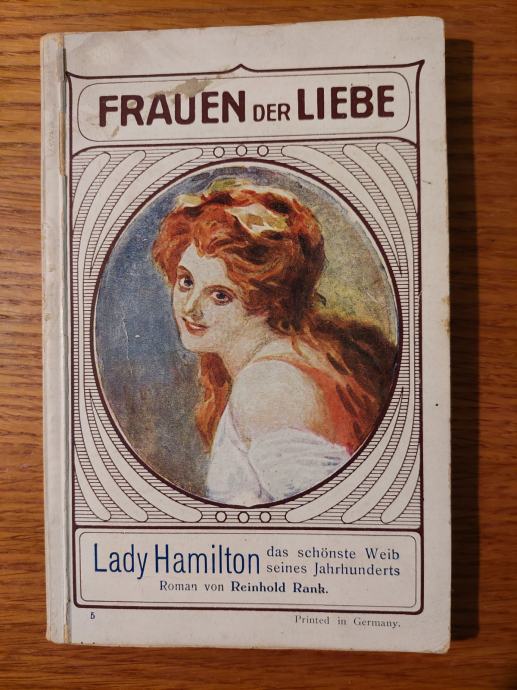 FRAUEN DER LIEBE
Lady Hamilton das schönste Weib
seines Jahrhunderts
Roman von Reinhold Rank.
5
Printed in Germany.